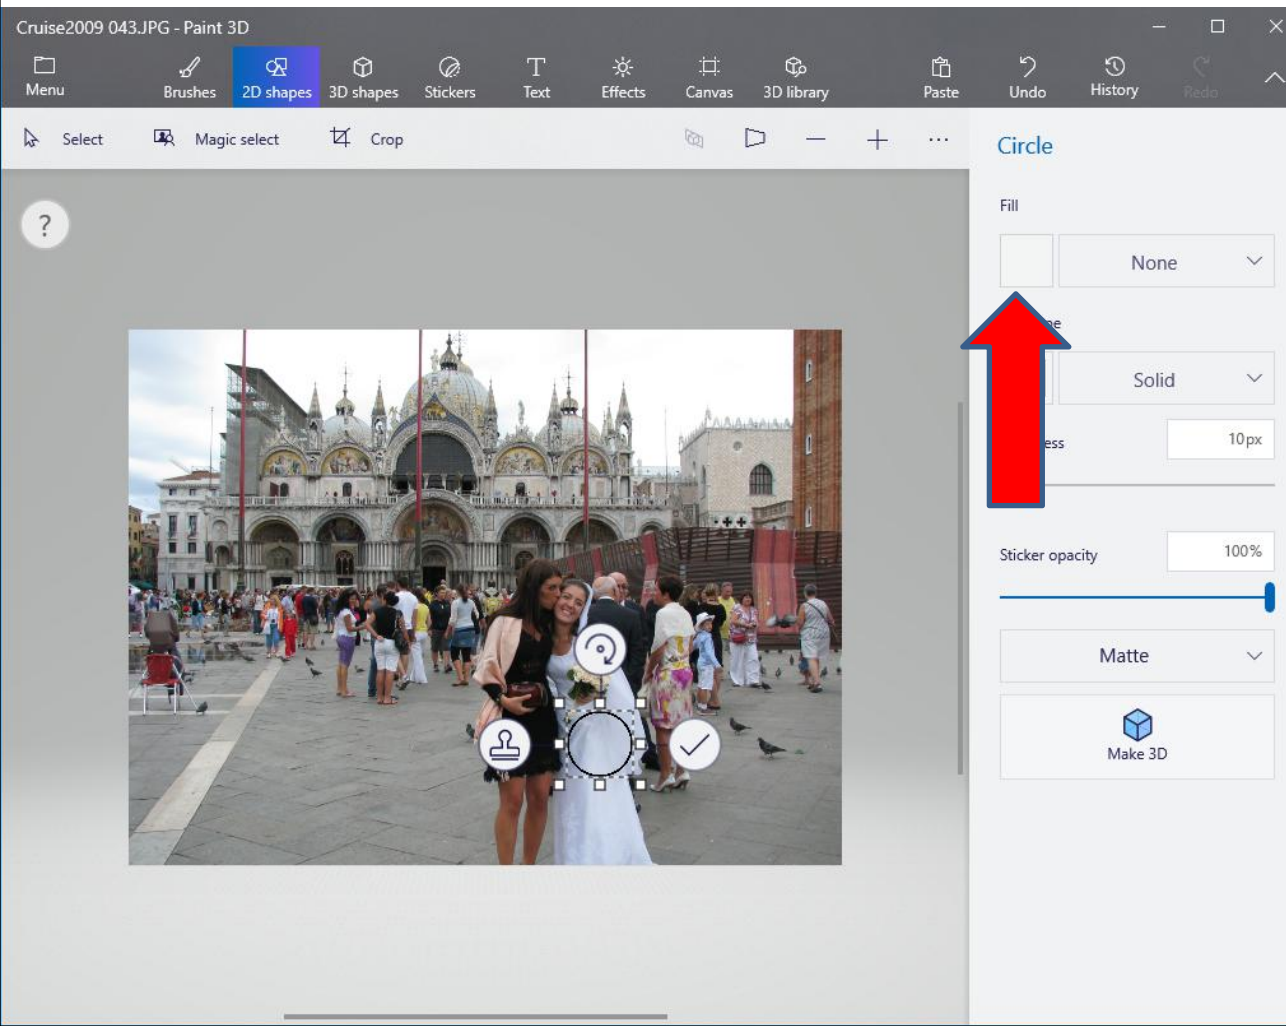 Cruise2009 043.JPG - Paint 3D
Menu
Brushes
2D shapes
3D shapes
Stickers
Text
Effects
Canvas
3D library
Paste
Undo
History
Redo
Select
Magic select
Crop
Circle
?
Fill
None
Solid
10px
Sticker opacity
100%
Matte
Make 3D